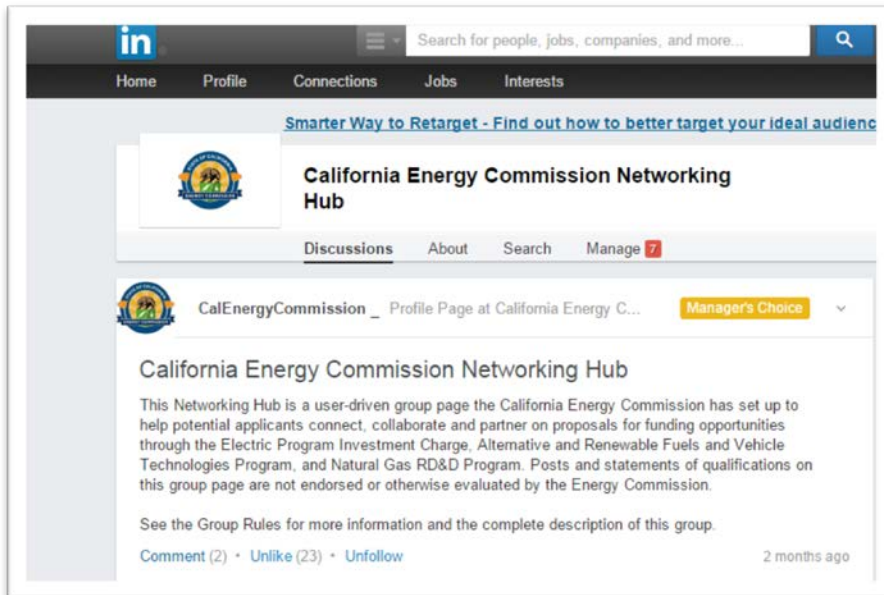 in
Search for people, jobs, companies, and more...
Home Profile Connections Jobs Interests
Smarter Way to Retarget - Find out how to better target your ideal audienc
California Energy Commission Networking
Hub
Discussions About Search Manage 7
CalEnergyCommission _ Profile Page at California Energy C... Manager's Choice
California Energy Commission Networking Hub
This Networking Hub is a user-driven group page the California Energy Commission has set up to
help potential applicants connect, collaborate and partner on proposals for funding opportunities
through the Electric Program Investment Charge, Alternative and Renewable Fuels and Vehicle
Technologies Program, and Natural Gas RD&D Program. Posts and statements of qualifications on
this group page are not endorsed or otherwise evaluated by the Energy Commission.
See the Group Rules for more information and the complete description of this group.
Comment (2) • Unlike (23) • Unfollow 2 months ago